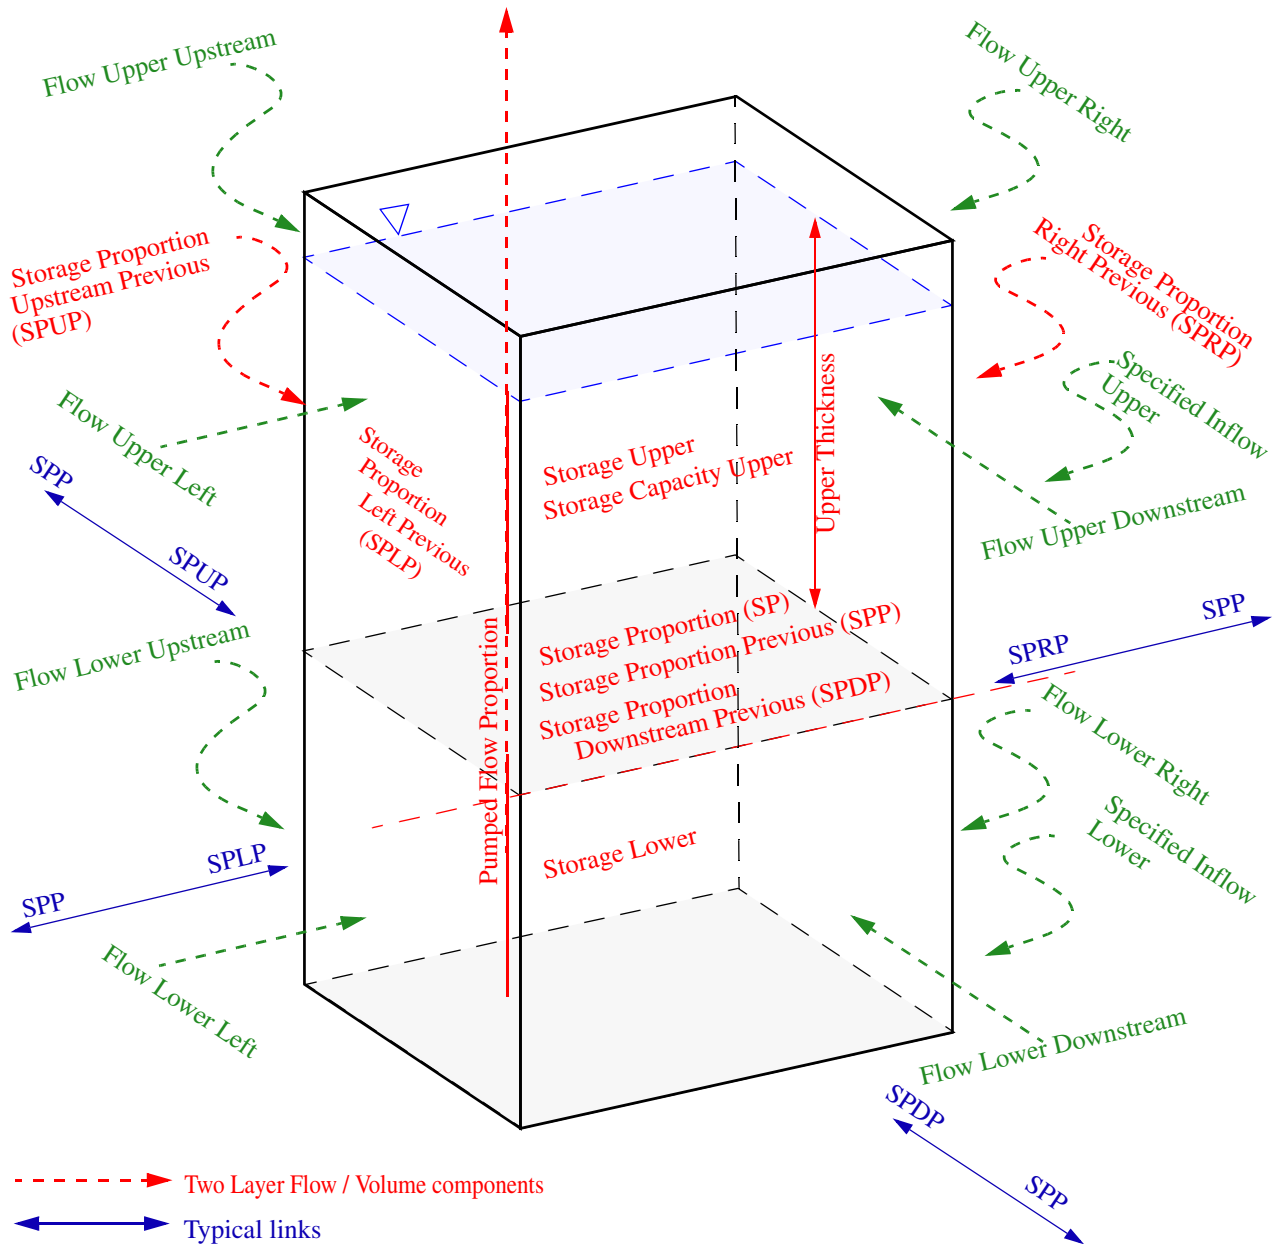 Flow Upper Upstream
Flow Upper Right
Storage Proportion
Upstream Previous
(SPUP)
Storage Proportion
Right Previous (SPRP)
Specified Inflow
Upper
Flow Upper Left
Storage
Proportion
Left Previous
(SPLP)
Storage Upper
Storage Capacity Upper
Upper Thickness
Flow Upper Downstream
SPP
SPUP
Flow Lower Upstream
Storage Proportion (SP)
Storage Proportion Previous (SPP)
Storage Proportion
Downstream Previous (SPDP)
Pumped Flow Proportion
SPRP
SPP
Flow Lower Right
Specified Inflow
Lower
Storage Lower
SPP
SPLP
Flow Lower Left
Flow Lower Downstream
SPDP
SPP
Two Layer Flow / Volume components
Typical links